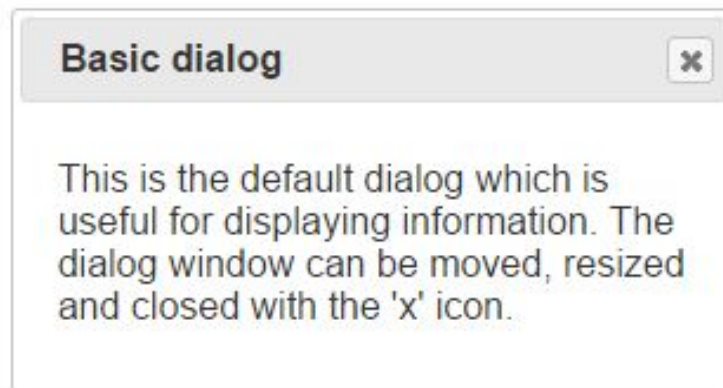 Basic dialog
This is the default dialog which is
useful for displaying information. The
dialog window can be moved, resized
and closed with the 'x' icon.